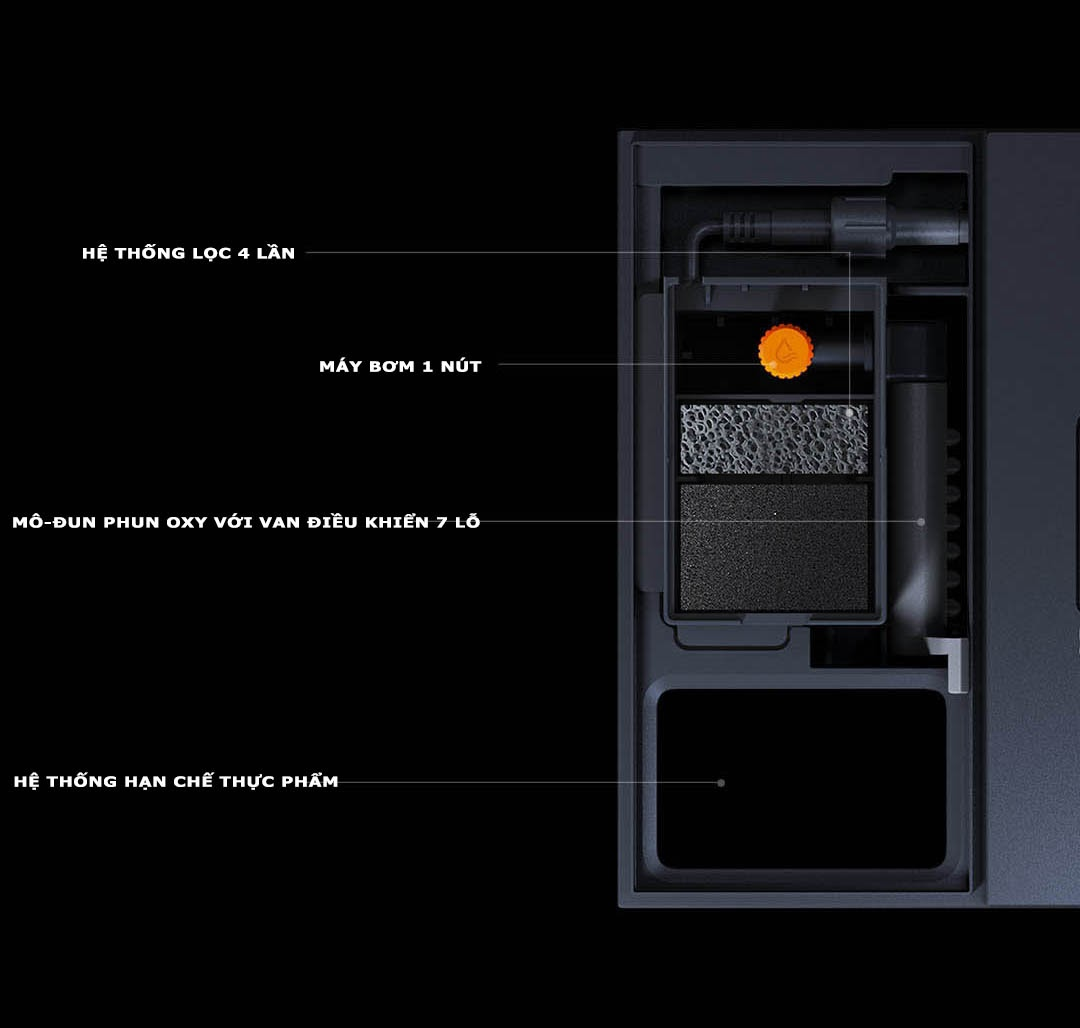 HỆ THỐNG LỌC 4 LẦN
MÁY BƠM 1 NÚT
MÔ-ĐUN PHUN OXY VỚI VAN ĐIỀU KHIỂN 7 LỖ
HỆ THỐNG HẠN CHẾ THỰC PHẨM